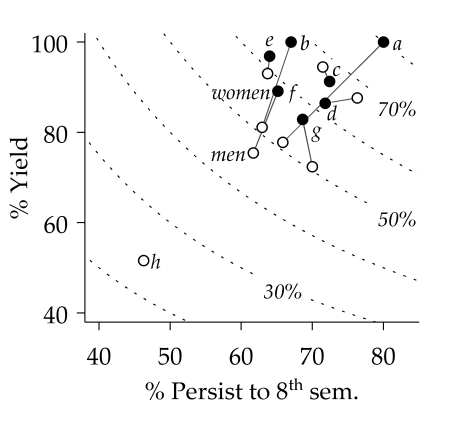 100
80
60
40
% Yield
e
b
a
c
women
f
d
70%
g
men
50%
h
30%
40 50 60 70 80
% Persist to 8th sem.